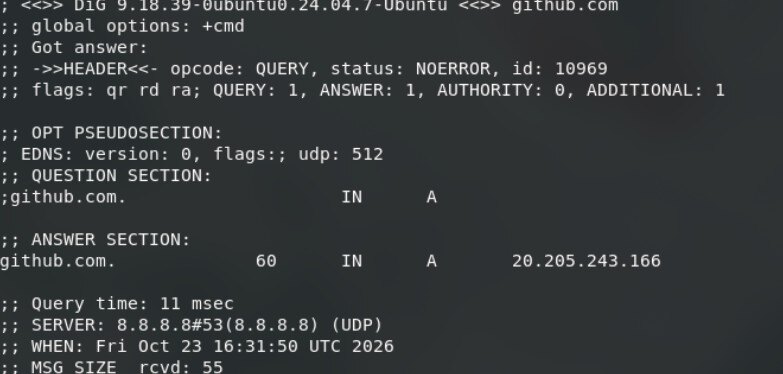 ; <<>> DiG 9.18.39-0ubuntu0.24.04.7-Ubuntu <<>> github.com
;; global options: +cmd
;; Got answer:
;; ->>HEADER<<- opcode: QUERY, status: NOERROR, id: 10969
;; flags: qr rd ra; QUERY: 1, ANSWER: 1, AUTHORITY: 0, ADDITIONAL: 1
;; OPT PSEUDOSECTION:
; EDNS: version: 0, flags:; udp: 512
;; QUESTION SECTION:
;github.com. IN A
;; ANSWER SECTION:
github.com. 60 IN A 20.205.243.166
;; Query time: 11 msec
;; SERVER: 8.8.8.8#53(8.8.8.8) (UDP)
;; WHEN: Fri Oct 23 16:31:50 UTC 2026
;; MSG SIZE rcvd: 55